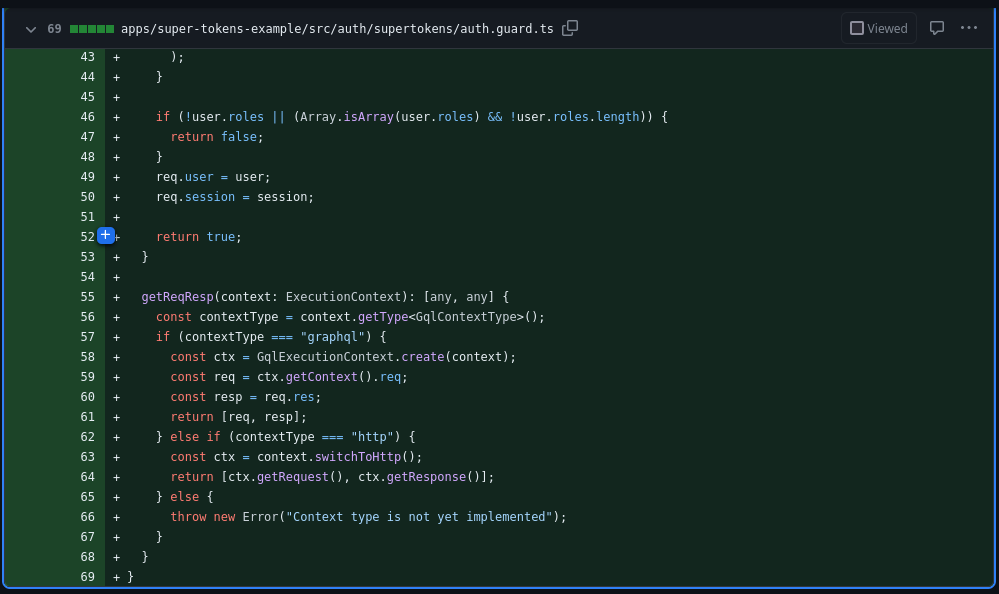 69 apps/super-tokens-example/src/auth/supertokens/auth.guard.ts Viewed
43 + );
44 + }
45 +
46 + if (!user.roles || (Array.isArray(user.roles) && !user.roles.length)) {
47 + return false;
48 + }
49 + req.user = user;
50 + req.session = session;
51 +
52 + return true;
53 + }
54 +
55 + getReqResp(context: ExecutionContext): [any, any] {
56 + const contextType = context.getType<GqlContextType>();
57 + if (contextType === "graphql") {
58 + const ctx = GqlExecutionContext.create(context);
59 + const req = ctx.getContext().req;
60 + const resp = req.res;
61 + return [req, resp];
62 + } else if (contextType === "http") {
63 + const ctx = context.switchToHttp();
64 + return [ctx.getRequest(), ctx.getResponse()];
65 + } else {
66 + throw new Error("Context type is not yet implemented");
67 + }
68 + }
69 + }